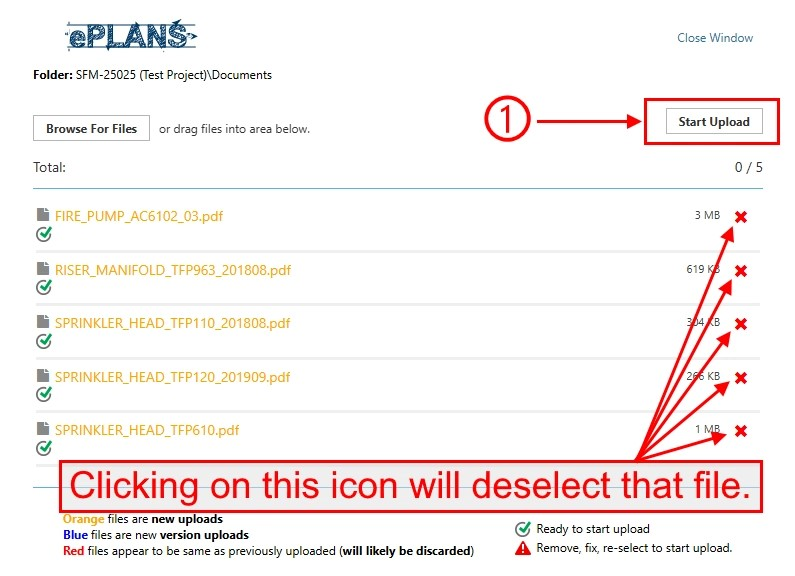 ePLANS
Close Window
Folder: SFM-25025 (Test Project)\Documents
1
Browse For Files or drag files into area below.
Start Upload
Total: 0 / 5
FIRE_PUMP_AC6102_03.pdf 3 MB
RISER_MANIFOLD_TFP963_201808.pdf 619 KB
SPRINKLER_HEAD_TFP110_201808.pdf 304 KB
SPRINKLER_HEAD_TFP120_201909.pdf 266 KB
SPRINKLER_HEAD_TFP610.pdf 1 MB
Clicking on this icon will deselect that file.
Orange files are new uploads
Blue files are new version uploads
Red files appear to be same as previously uploaded (will likely be discarded)
Ready to start upload
Remove, fix, re-select to start upload.